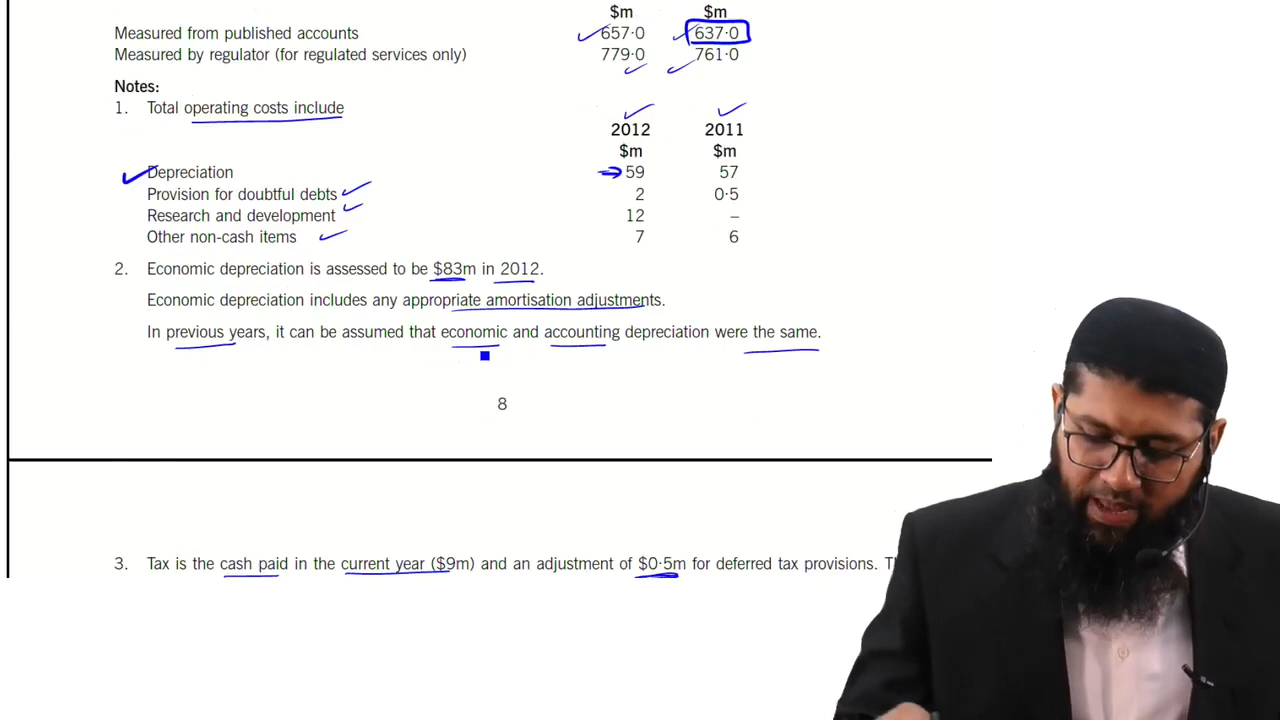 $m $m
Measured from published accounts 657·0 637·0
Measured by regulator (for regulated services only) 779·0 761·0
Notes:
1. Total operating costs include
2012 2011
$m $m
Depreciation 59 57
Provision for doubtful debts 2 0·5
Research and development 12 –
Other non-cash items 7 6
2. Economic depreciation is assessed to be $83m in 2012.
Economic depreciation includes any appropriate amortisation adjustments.
In previous years, it can be assumed that economic and accounting depreciation were the same.
8
3. Tax is the cash paid in the current year ($9m) and an adjustment of $0·5m for deferred tax provisions.